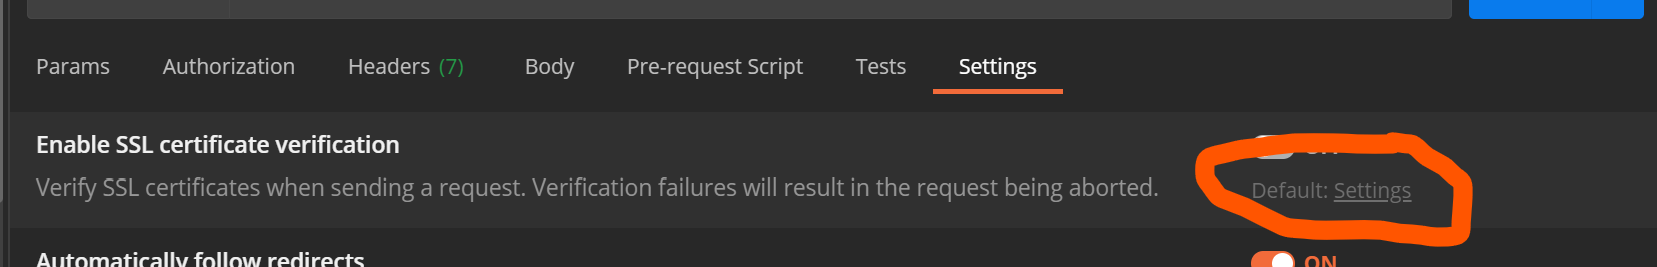 Params Authorization Headers (7) Body Pre-request Script Tests Settings
Enable SSL certificate verification
Verify SSL certificates when sending a request. Verification failures will result in the request being aborted.
Default: Settings
Automatically follow redirects ON